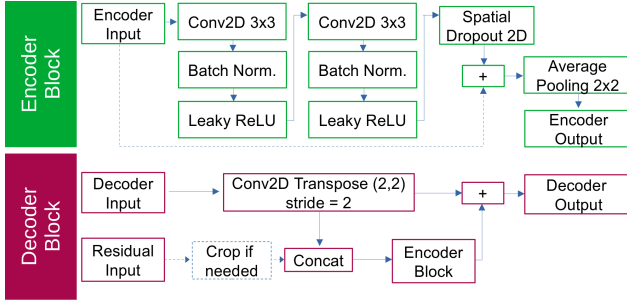 Encoder
Block
Encoder
Input
Conv2D 3x3
Batch Norm.
Leaky ReLU
Conv2D 3x3
Batch Norm.
Leaky ReLU
Spatial
Dropout 2D
+
Average
Pooling 2x2
Encoder
Output
Decoder
Block
Decoder
Input
Conv2D Transpose (2,2)
stride = 2
+
Decoder
Output
Residual
Input
Crop if
needed
Concat
Encoder
Block